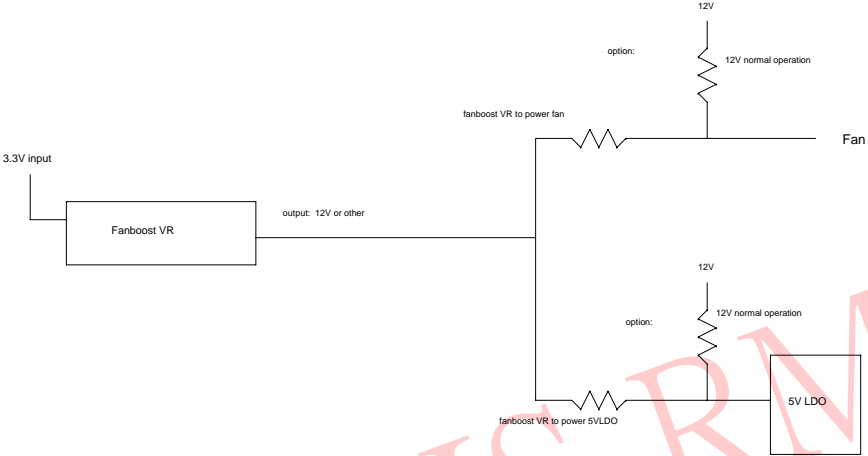 12V
option:
12V normal operation
fanboost VR to power fan
Fan
3.3V input
output: 12V or other
Fanboost VR
12V
12V normal operation
option:
5V LDO
fanboost VR to power 5VLDO
S RM